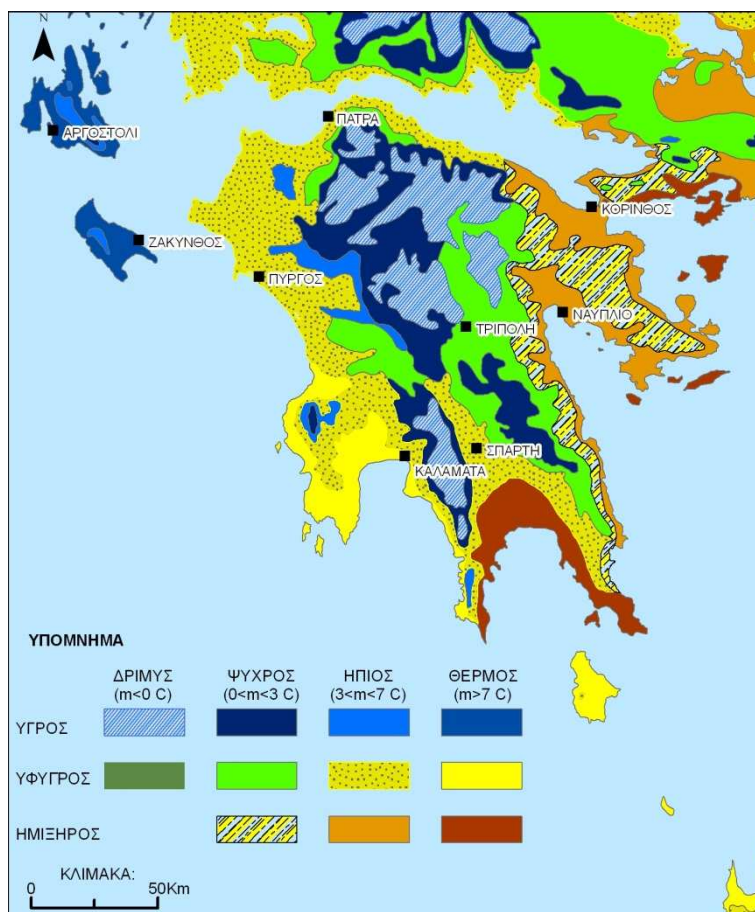 N
ΠΑΤΡΑ
ΑΡΓΟΣΤΟΛΙ
ΚΟΡΙΝΘΟΣ
ΖΑΚΥΝΘΟΣ
ΠΥΡΓΟΣ
ΝΑΥΠΛΙΟ
ΤΡΙΠΟΛΗ
ΣΠΑΡΤΗ
ΚΑΛΑΜΑΤΑ
ΥΠΟΜΝΗΜΑ
ΔΡΙΜΥΣ ΨΥΧΡΟΣ ΗΠΙΟΣ ΘΕΡΜΟΣ
(m<0 C) (0<m<3 C) (3<m<7 C) (m>7 C)
ΥΓΡΟΣ
ΥΦΥΓΡΟΣ
ΗΜΙΞΗΡΟΣ
ΚΛΙΜΑΚΑ:
0 50Km